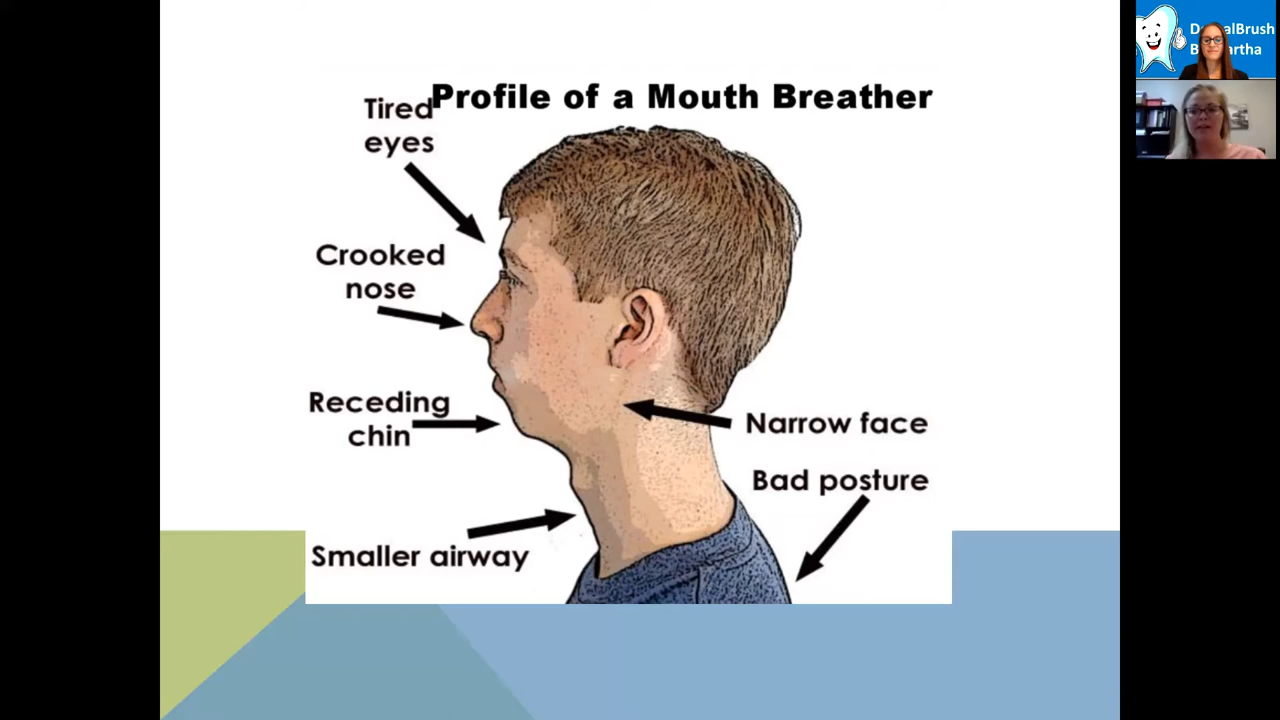 Profile of a Mouth Breather
Tired
eyes
Crooked
nose
Receding
chin
Narrow face
Bad posture
Smaller airway